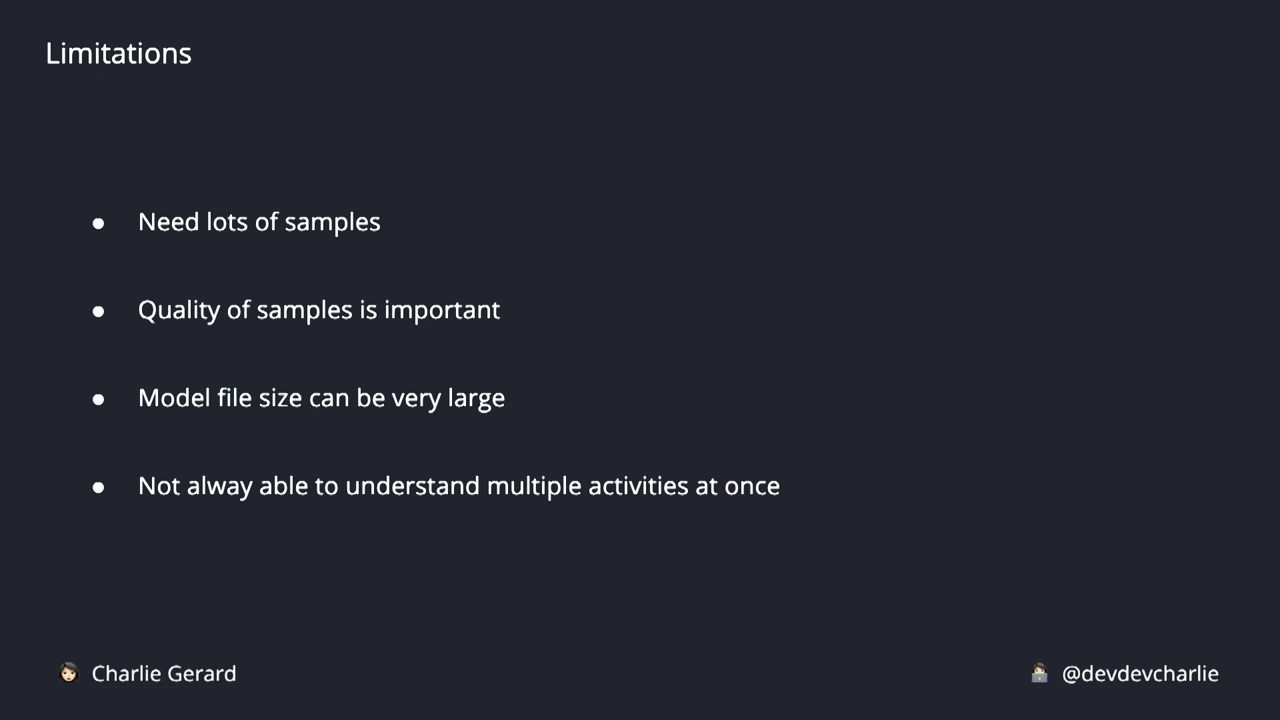 Limitations
● Need lots of samples
● Quality of samples is important
● Model file size can be very large
● Not alway able to understand multiple activities at once
Charlie Gerard
@devdevcharlie